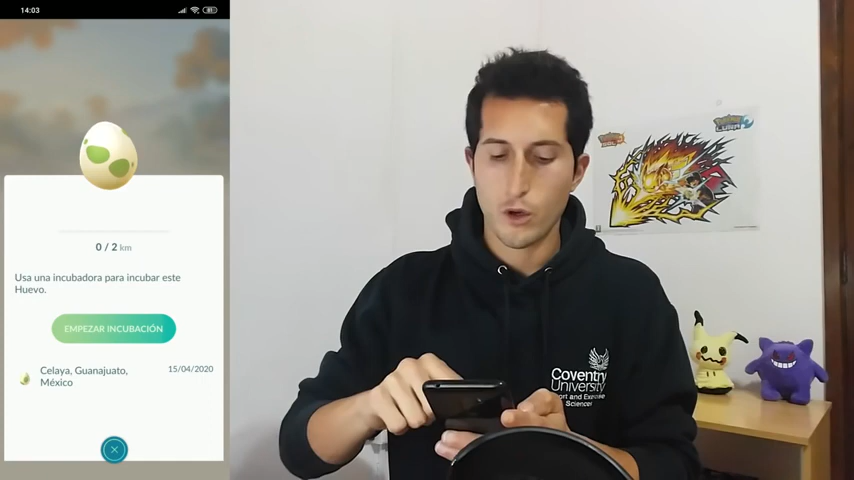 14:03
0 / 2 km
Usa una incubadora para incubar este
Huevo.
EMPEZAR INCUBACIÓN
Celaya, Guanajuato,
México
15/04/2020
Coventry
University
Sciences